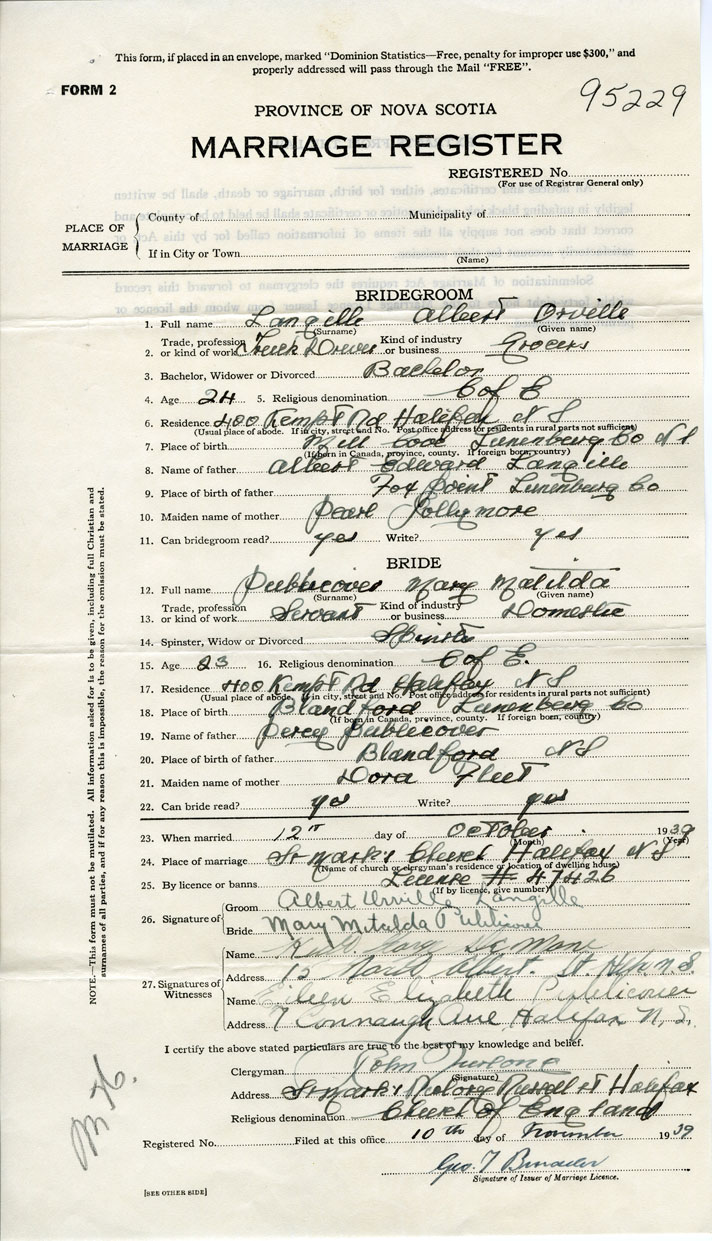 This form, if placed in an envelope, marked "Dominion Statistics—Free, penalty for improper use $300," and
properly addressed will pass through the Mail "FREE".
FORM 2
95229
PROVINCE OF NOVA SCOTIA
MARRIAGE REGISTER
REGISTERED No.
(For use of Registrar General only)
PLACE OF MARRIAGE
County of Municipality of
If in City or Town
(Name)
BRIDEGROOM
1. Full name Langille Albert Orville
(Surname) (Given name)
2. Trade, profession or kind of work Truck Driver Kind of industry or business Grocers
3. Bachelor, Widower or Divorced Bachelor
4. Age 24 5. Religious denomination C of E
6. Residence 400 Kempt Rd Halifax N S
(Usual place of abode. If in city, street and No. Post office address for residents in rural parts not sufficient)
7. Place of birth Mill Cove Lunenburg Co N S
(If born in Canada, province, county. If foreign born, country)
8. Name of father Albert Edward Langille
9. Place of birth of father Fox Point Lunenburg Co
10. Maiden name of mother Pearl Jollymore
11. Can bridegroom read? yes Write? yes
BRIDE
12. Full name Publicover Mary Matilda
(Surname) (Given name)
13. Trade, profession or kind of work Servant Kind of industry or business Domestic
14. Spinster, Widow or Divorced Spinster
15. Age 23 16. Religious denomination C of E.
17. Residence 400 Kempt Rd Halifax N S
(Usual place of abode. If in city, street and No. Post office address for residents in rural parts not sufficient)
18. Place of birth Blandford Lunenburg Co
(If born in Canada, province, county. If foreign born, country)
19. Name of father Percy Publicover
20. Place of birth of father Blandford N S
21. Maiden name of mother Dora Fleet
22. Can bride read? yes Write? yes
23. When married 12th day of October 1939
(Month) (Year)
24. Place of marriage St mark's Church Halifax N S
(Name of church or clergyman's residence or location of dwelling house)
25. By licence or banns License # 47426
(If by licence, give number)
26. Signature of
Groom Albert Orville Langille
Bride Mary Mitalda Publicover
27. Signatures of Witnesses
Name
Address 15 North Albert. St Hfx N.S.
Name Eileen Elizabeth Publicover
Address 7 Connaugh Ave Halifax N.S.
I certify the above stated particulars are true to the best of my knowledge and belief.
Clergyman John Furlong
(Signature)
Address St mark's Russell St Halifax
Religious denomination Church of England
Registered No. Filed at this office 10th day of November 1939
Geo. T
Signature of Issuer of Marriage Licence.
[SEE OTHER SIDE]
NOTE.—This form must not be mutilated. All information asked for is to be given, including full Christian and
surnames of all parties, and if for any reason this is impossible, the reason for the omission must be stated.